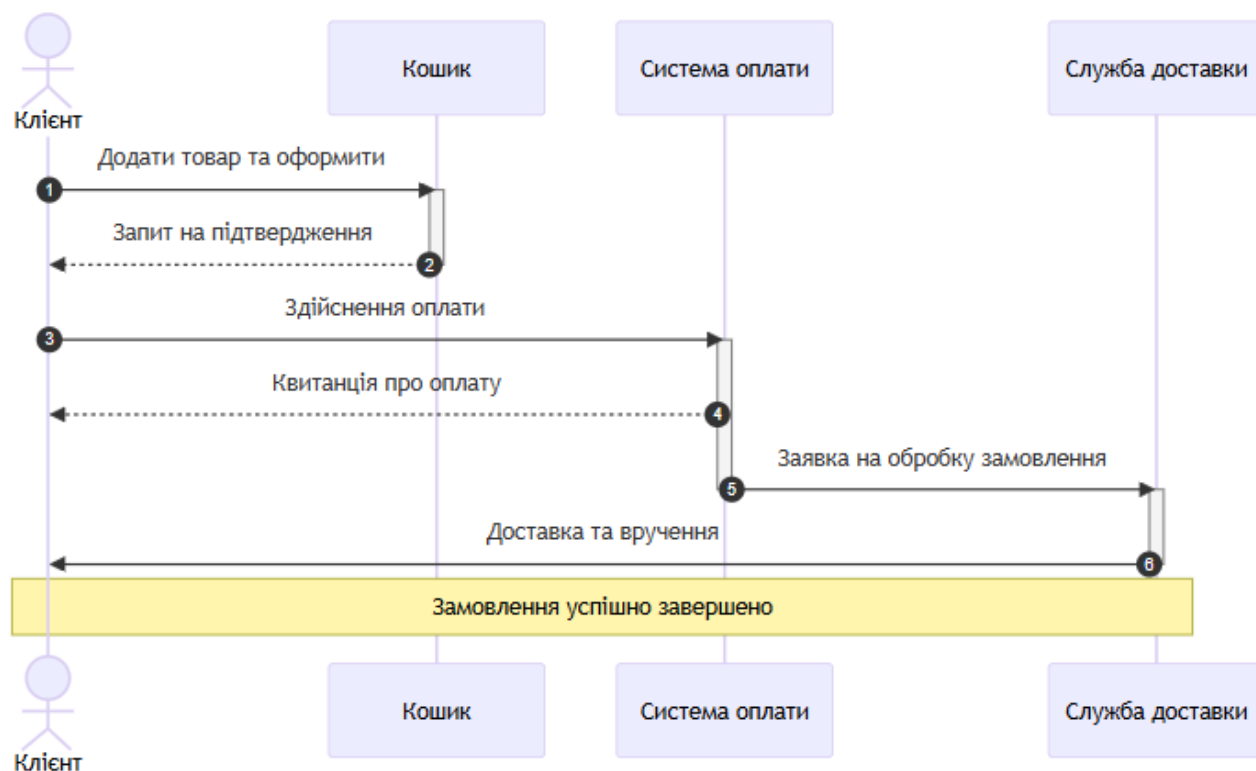 Клієнт
Кошик
Система оплати
Служба доставки
Додати товар та оформити
1
Запит на підтвердження
2
Здійснення оплати
3
Квитанція про оплату
4
Заявка на обробку замовлення
5
Доставка та вручення
6
Замовлення успішно завершено
Клієнт
Кошик
Система оплати
Служба доставки